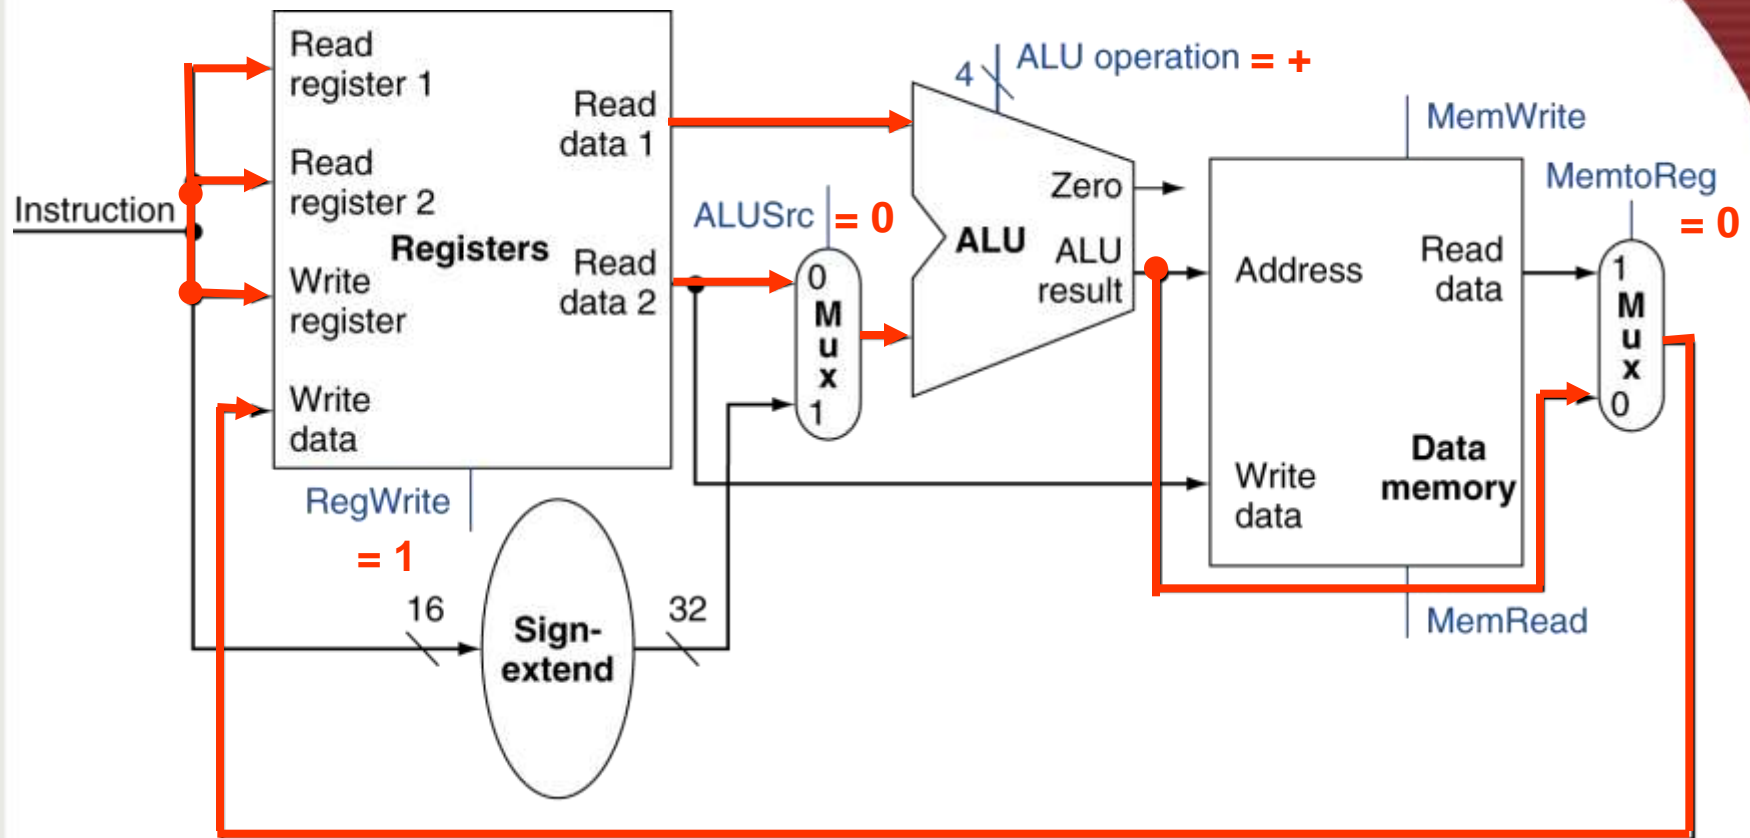 Read
register 1
Read
register 2
Write
register
Write
data
Registers
Read
data 1
Read
data 2
Instruction
RegWrite
= 1
16
Sign-
extend
32
ALUSrc = 0
0
M
u
x
1
4
ALU operation = +
ALU
Zero
ALU
result
MemWrite
Address
Read
data
Write
data
Data
memory
MemRead
MemtoReg
= 0
1
M
u
x
0